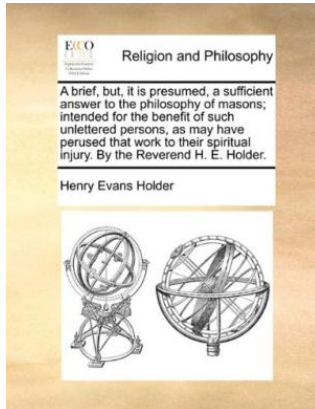 ECCO
Religion and Philosophy
A brief, but, it is presumed, a sufficient
answer to the philosophy of masons;
intended for the benefit of such
unlettered persons, as may have
perused that work to their spiritual
injury. By the Reverend H. E. Holder.
Henry Evans Holder